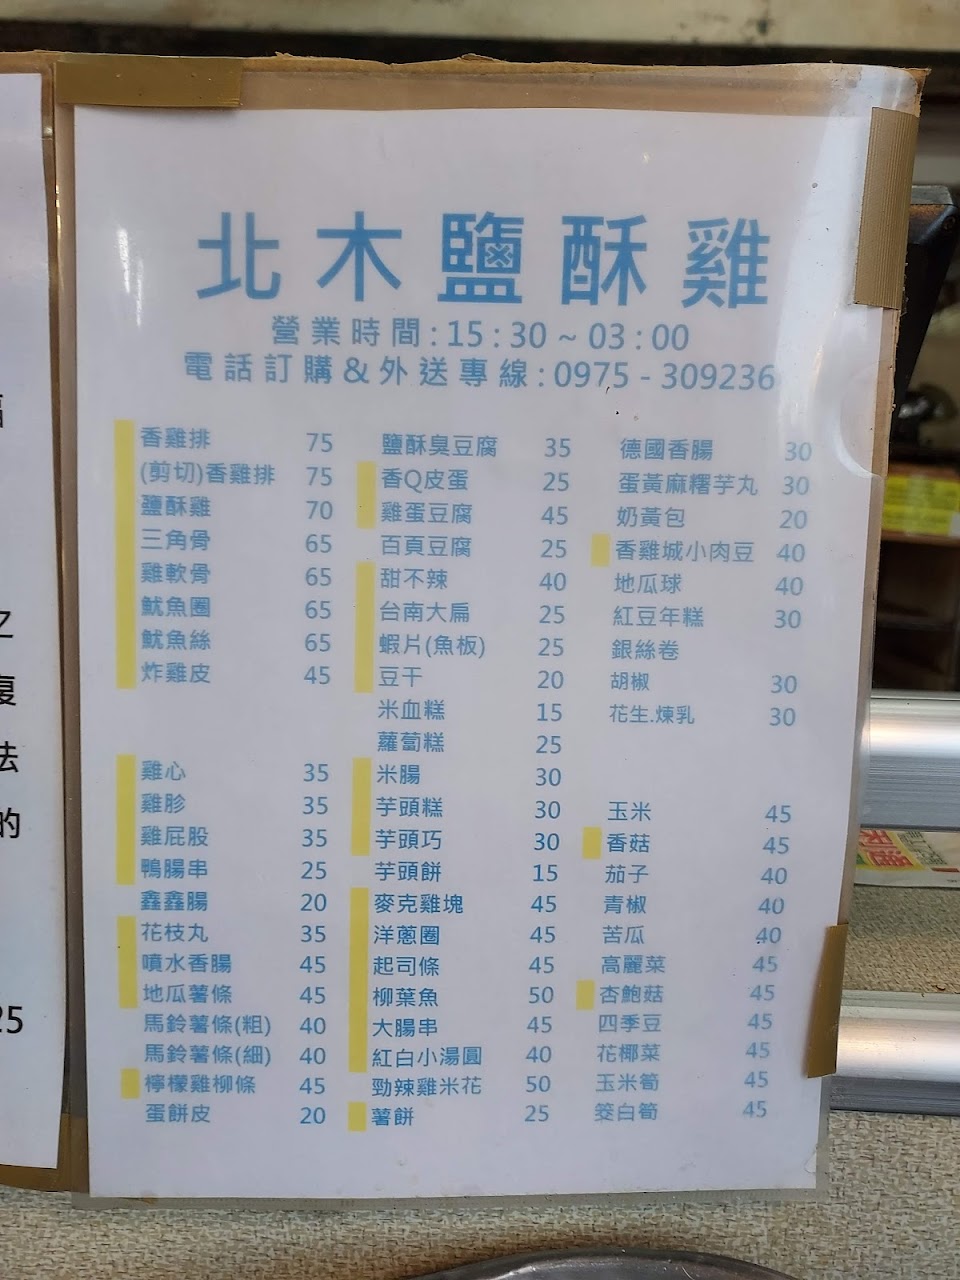 北木鹽酥雞
營業時間:15:30~03:00
電話訂購&外送專線:0975-309236
香雞排 75
(剪切)香雞排 75
鹽酥雞 70
三角骨 65
雞軟骨 65
魷魚圈 65
魷魚絲 65
炸雞皮 45
雞心 35
雞胗 35
雞屁股 35
鴨腸串 25
鑫鑫腸 20
花枝丸 35
噴水香腸 45
地瓜薯條 45
馬鈴薯條(粗) 40
馬鈴薯條(細) 40
檸檬雞柳條 45
蛋餅皮 20
鹽酥臭豆腐 35
香Q皮蛋 25
雞蛋豆腐 45
百頁豆腐 25
甜不辣 40
台南大扁 25
蝦片(魚板) 25
豆干 20
米血糕 15
蘿蔔糕 25
米腸 30
芋頭糕 30
芋頭巧 30
芋頭餅 15
麥克雞塊 45
洋蔥圈 45
起司條 45
柳葉魚 50
大腸串 45
紅白小湯圓 40
勁辣雞米花 50
薯餅 25
德國香腸 30
蛋黃麻糬芋丸 30
奶黃包 20
香雞城小肉豆 40
地瓜球 40
紅豆年糕 30
銀絲卷
胡椒 30
花生.煉乳 30
玉米 45
香菇 45
茄子 40
青椒 40
苦瓜 40
高麗菜 45
杏鮑菇 45
四季豆 45
花椰菜 45
玉米筍 45
筊白筍 45
之
復
法
的
25